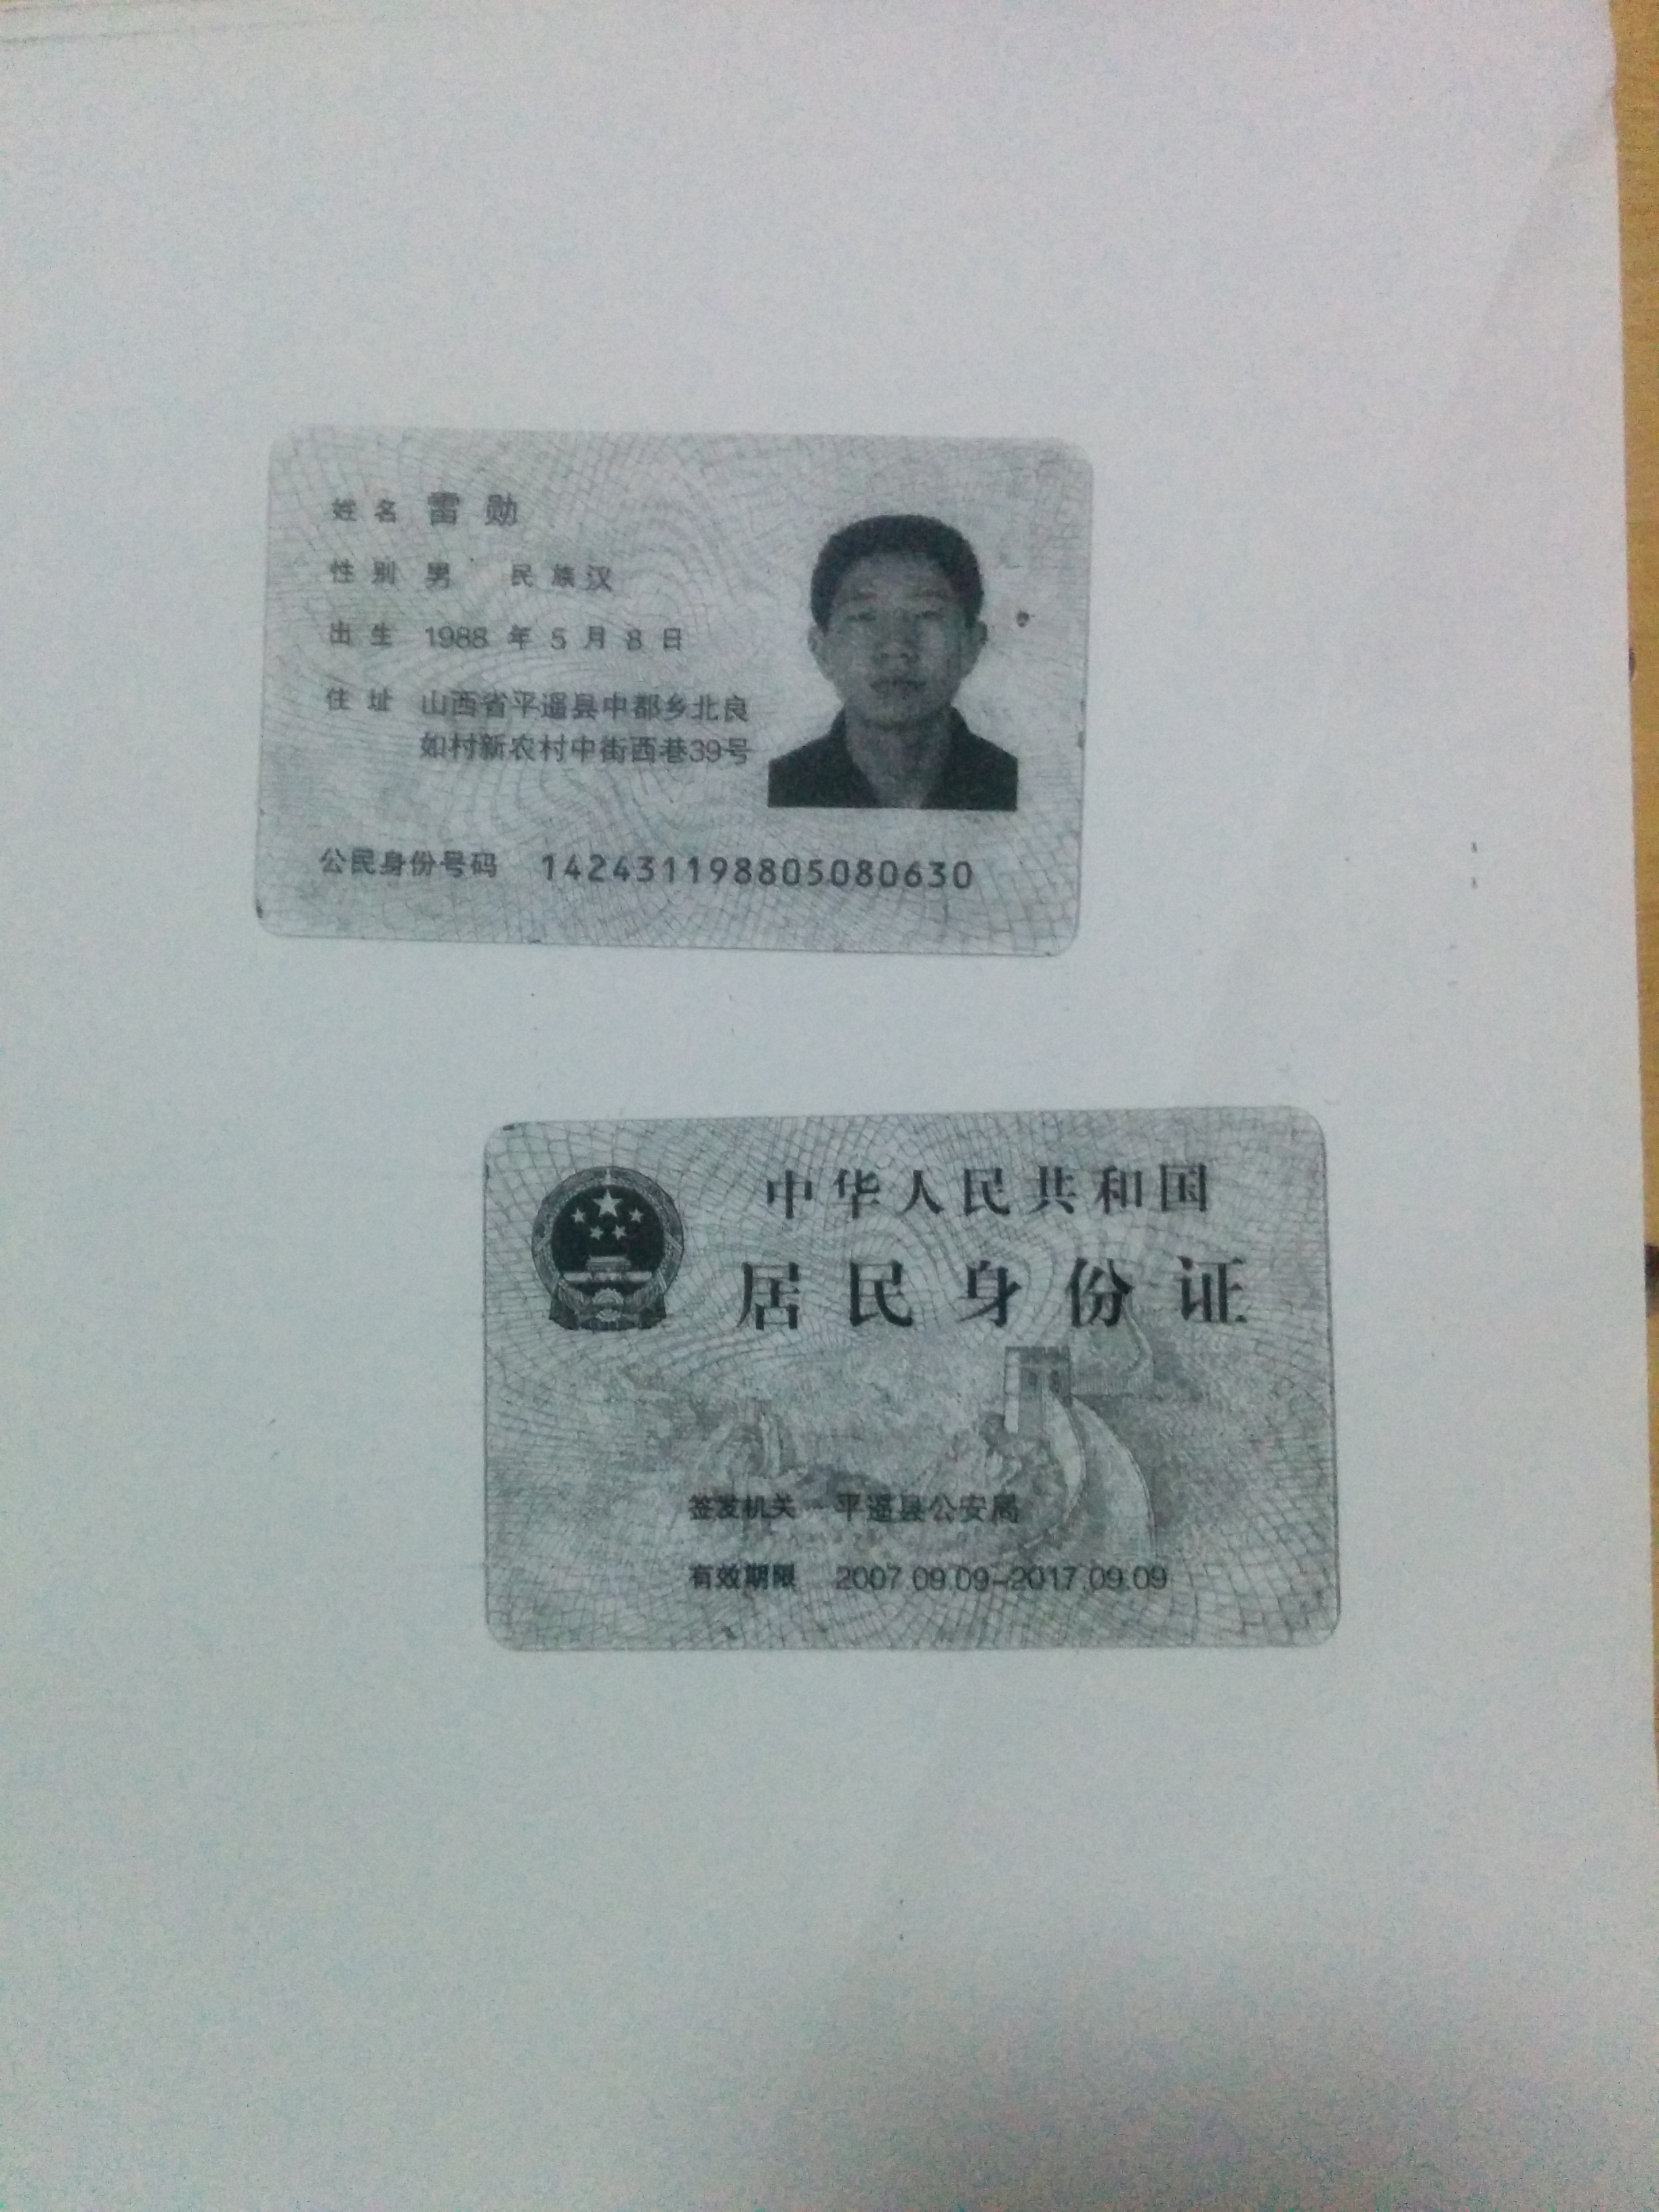 姓名 雷勋
性别 男 民族汉
出生 1988 年 5 月 8 日
住址 山西省平遥县中都乡北良
如村新农村中街西巷39号
公民身份号码 142431198805080630
中华人民共和国
居民身份证
签发机关 平遥县公安局
有效期限 2007.09.09-2017.09.09